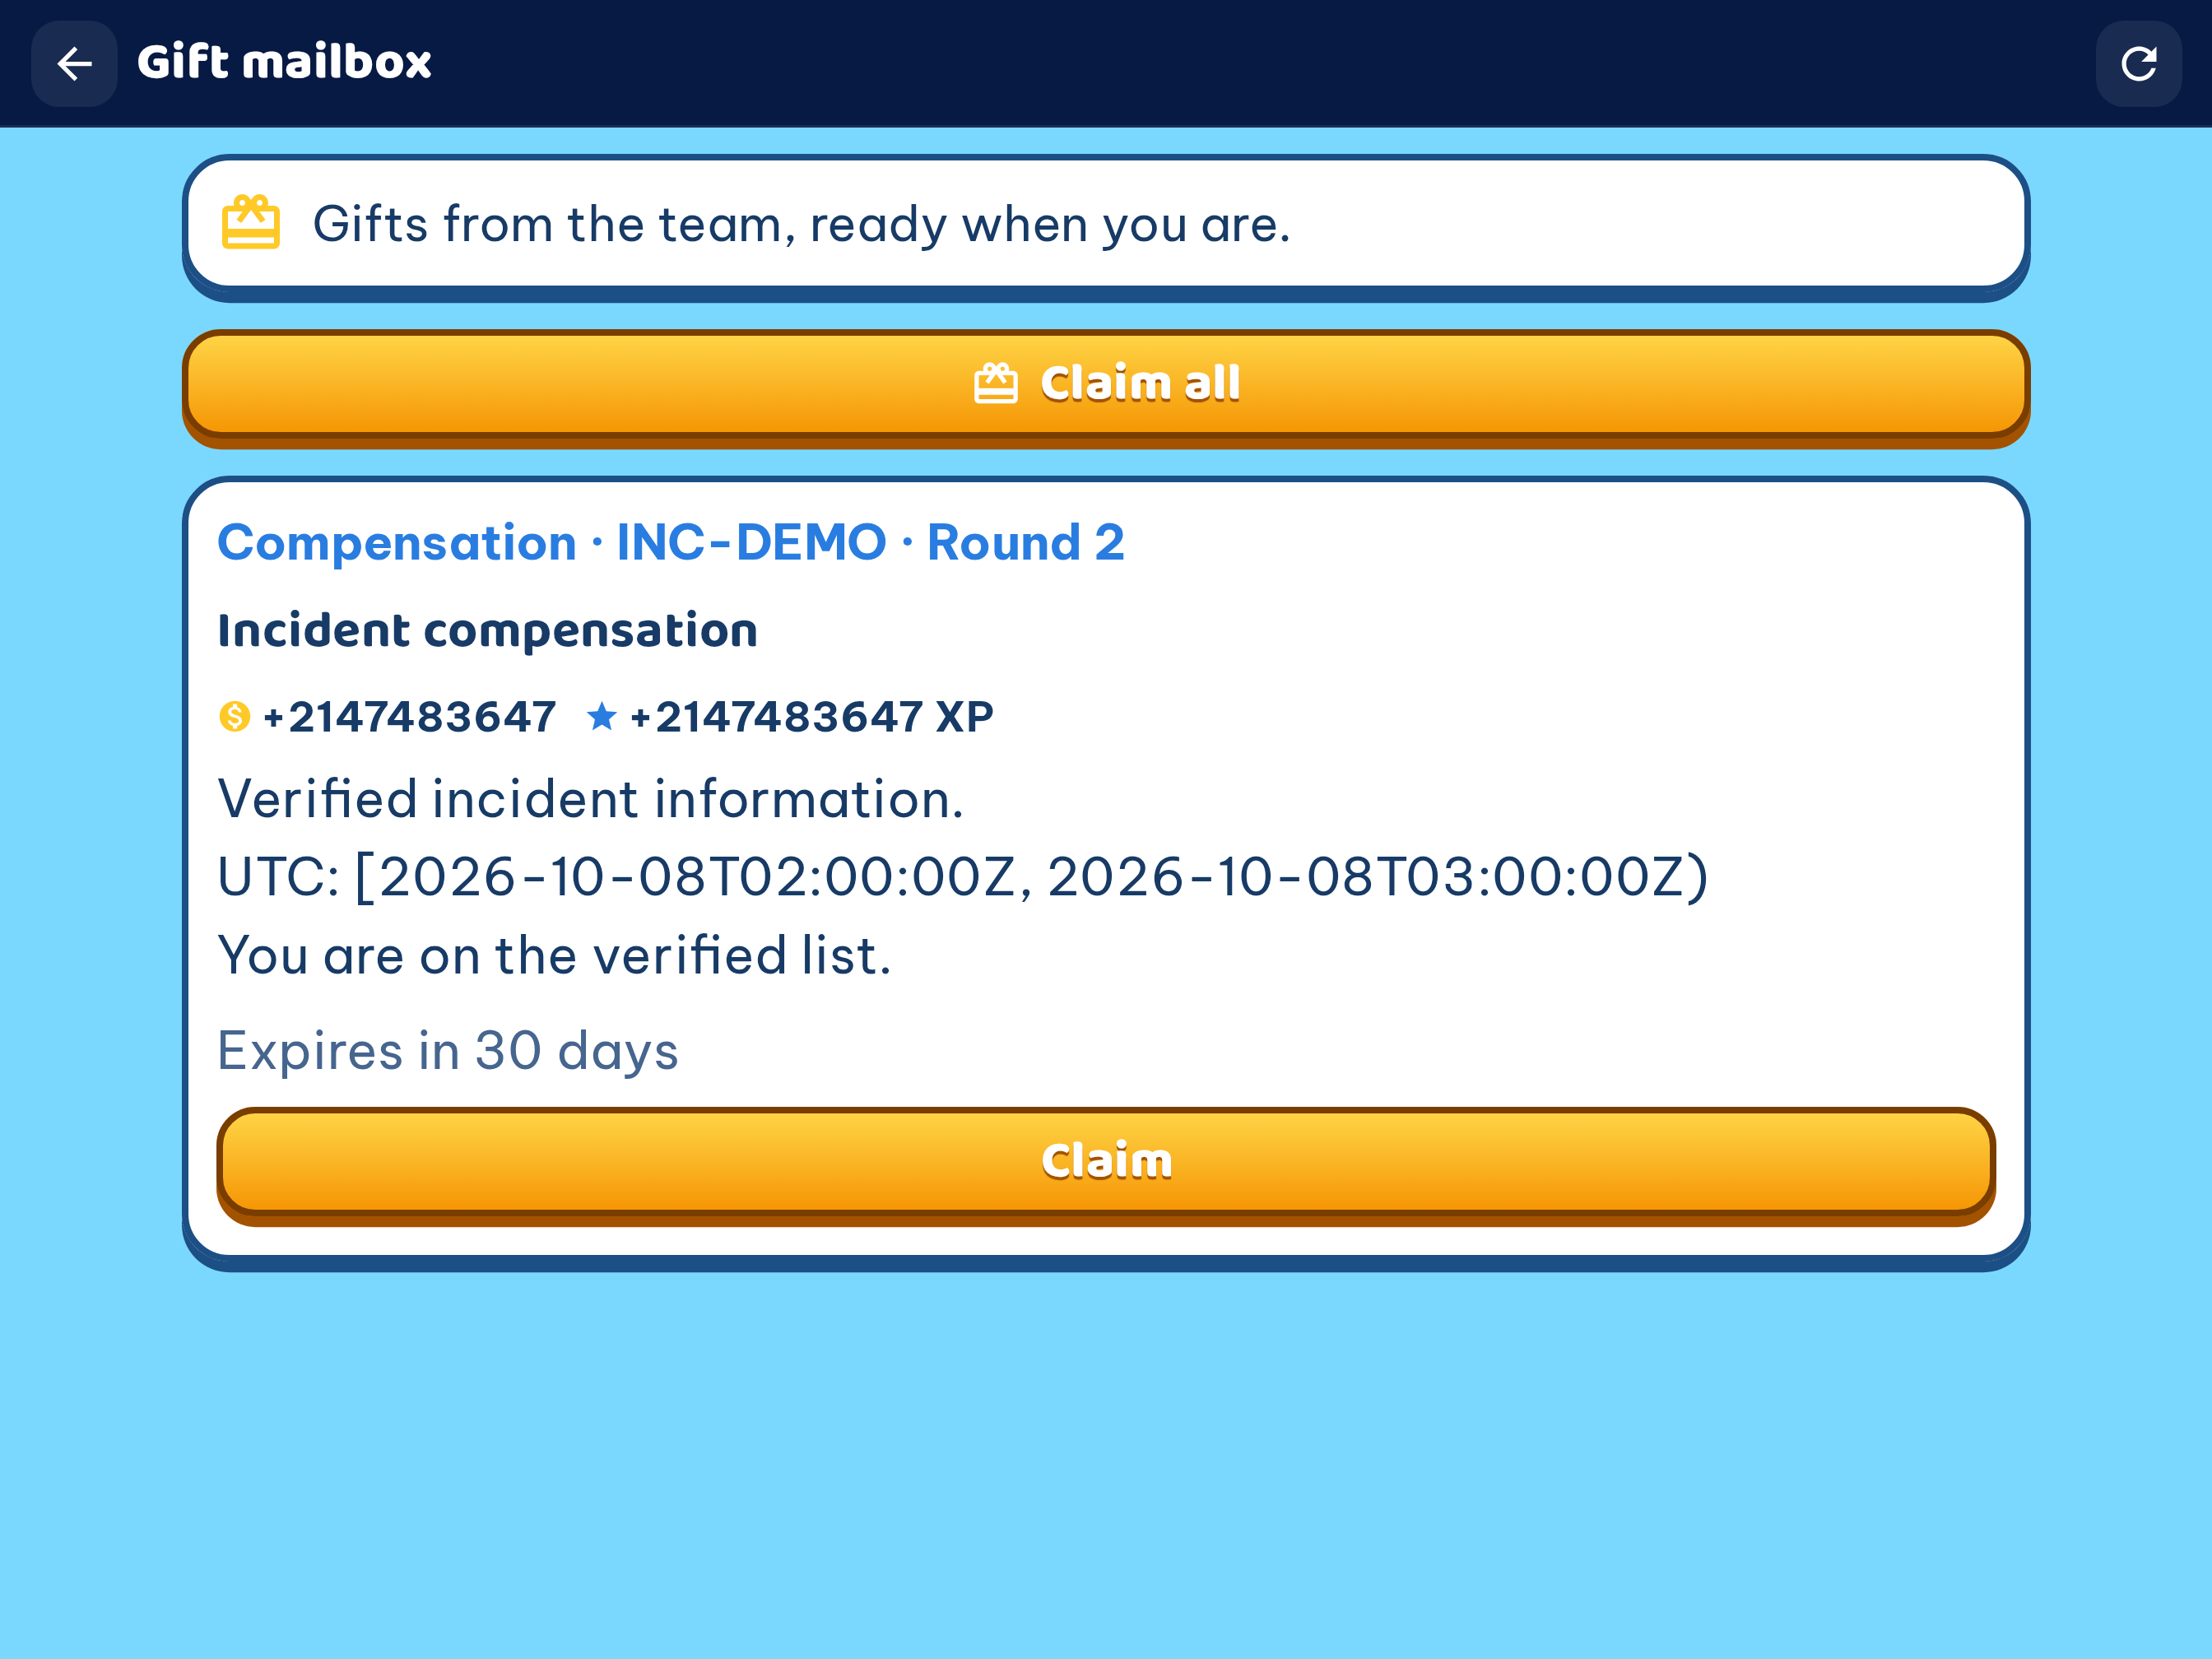 Gift mailbox
Gifts from the team, ready when you are.
Claim all
Compensation · INC-DEMO · Round 2
Incident compensation
+2147483647 +2147483647 XP
Verified incident information.
UTC: [2026-10-08T02:00:00Z, 2026-10-08T03:00:00Z)
You are on the verified list.
Expires in 30 days
Claim